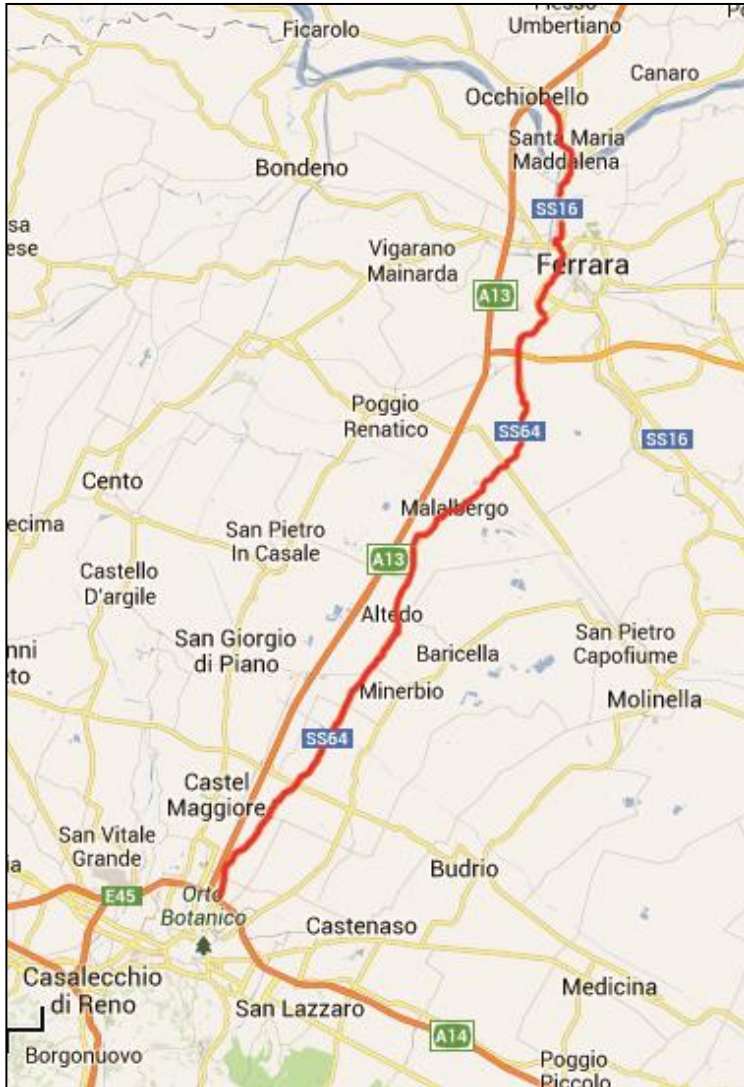 Ficarolo
Umbertiano
Canaro
Occhiobello
Santa Maria
Maddalena
Bondeno
SS16
Vigarano
Mainarda
Ferrara
A13
Poggio
Renatico
SS64
SS16
Cento
Malalbergo
San Pietro
In Casale
A13
Castello
D'argile
Altedo
San Giorgio
di Piano
Baricella
San Pietro
Capofiume
Minerbio
Molinella
SS64
Castel
Maggiore
San Vitale
Grande
Budrio
E45
Orto
Botanico
Castenaso
Casalecchio
di Reno
San Lazzaro
Medicina
A14
Borgonuovo
Poggio
Piccolo